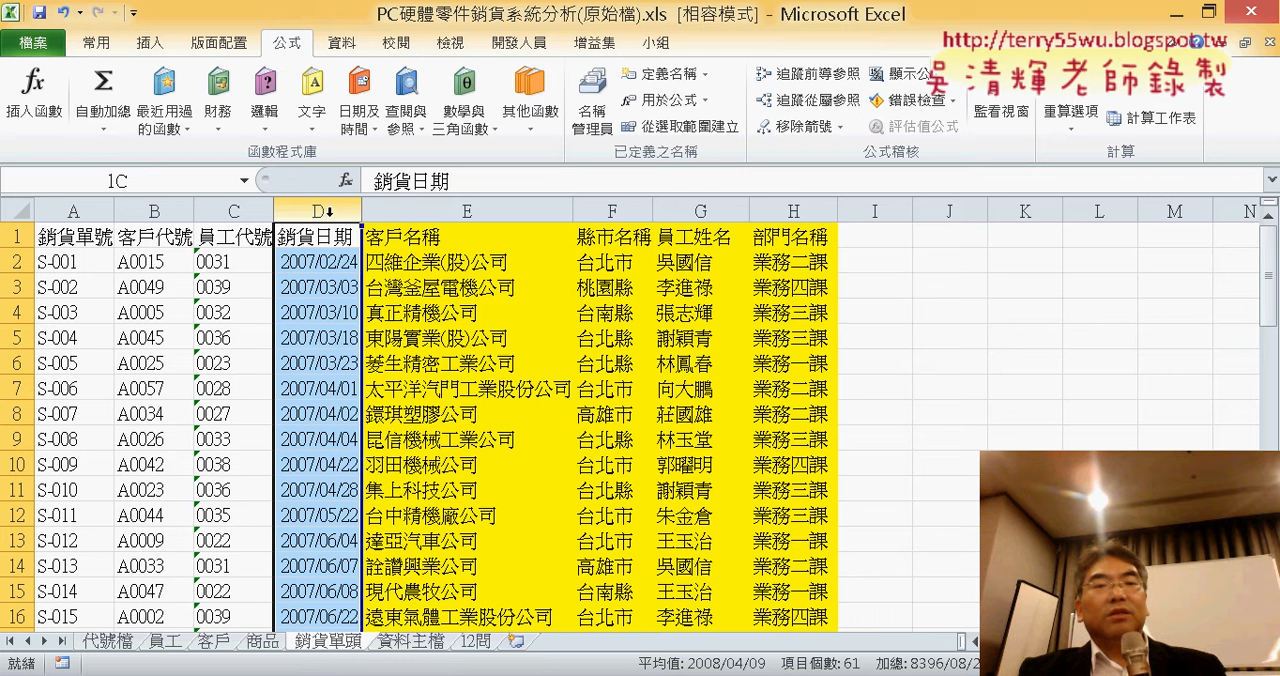 PC硬體零件銷貨系統分析(原始檔).xls [相容模式] - Microsoft Excel
檔案 常用 插入 版面配置 公式 資料 校閱 檢視 開發人員 增益集 小組
http://terry55wu.blogspot.tw
吳清輝老師錄製
fx Σ ? A θ
插入函數 自動加總 最近用過的函數 財務 邏輯 文字 日期及時間 查閱與參照 數學與三角函數 其他函數
名稱管理員 定義名稱 用於公式 從選取範圍建立
追蹤前導參照 追蹤從屬參照 移除箭號 顯示公 錯誤檢查 評估值公式 監看視窗
重算選項 計算工作表
函數程式庫 已定義之名稱 公式稽核 計算
1C fx 銷貨日期
A B C D E F G H I J K L M N
1 銷貨單號 客戶代號 員工代號 銷貨日期 客戶名稱 縣市名稱 員工姓名 部門名稱
2 S-001 A0015 0031 2007/02/24 四維企業(股)公司 台北市 吳國信 業務二課
3 S-002 A0049 0039 2007/03/03 台灣釜屋電機公司 桃園縣 李進祿 業務四課
4 S-003 A0005 0032 2007/03/10 真正精機公司 台南縣 張志輝 業務三課
5 S-004 A0045 0036 2007/03/18 東陽實業(股)公司 台北市 謝穎青 業務三課
6 S-005 A0025 0023 2007/03/23 菱生精密工業公司 台北縣 林鳳春 業務一課
7 S-006 A0057 0028 2007/04/01 太平洋汽門工業股份公司 台北市 向大鵬 業務二課
8 S-007 A0034 0027 2007/04/02 鐶琪塑膠公司 高雄市 莊國雄 業務二課
9 S-008 A0026 0033 2007/04/04 昆信機械工業公司 台北縣 林玉堂 業務一課
10 S-009 A0042 0038 2007/04/22 羽田機械公司 台北市 郭曜明 業務四課
11 S-010 A0023 0036 2007/04/28 集上科技公司 台北縣 謝穎青 業務三課
12 S-011 A0044 0035 2007/05/22 台中精機廠公司 台北市 朱金倉 業務三課
13 S-012 A0009 0022 2007/06/04 達亞汽車公司 台北市 王玉治 業務一課
14 S-013 A0033 0031 2007/06/07 詮讚興業公司 高雄市 吳國信 業務二課
15 S-014 A0047 0022 2007/06/08 現代農牧公司 台南縣 王玉治 業務一課
16 S-015 A0002 0039 2007/06/22 遠東氣體工業股份公司 台北市 李進祿 業務四課
代號檔 員工 客戶 商品 銷貨單頭 資料主檔 12問
就緒 平均值: 2008/04/09 項目個數: 61 加總: 8396/08/2